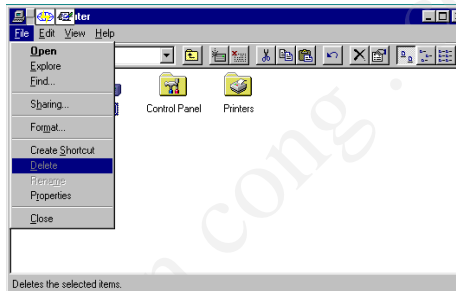 File Edit View Help
Open
Explore
Find...
Sharing...
Format...
Create Shortcut
Delete
Rename
Properties
Close
Control Panel
Printers
Deletes the selected items.